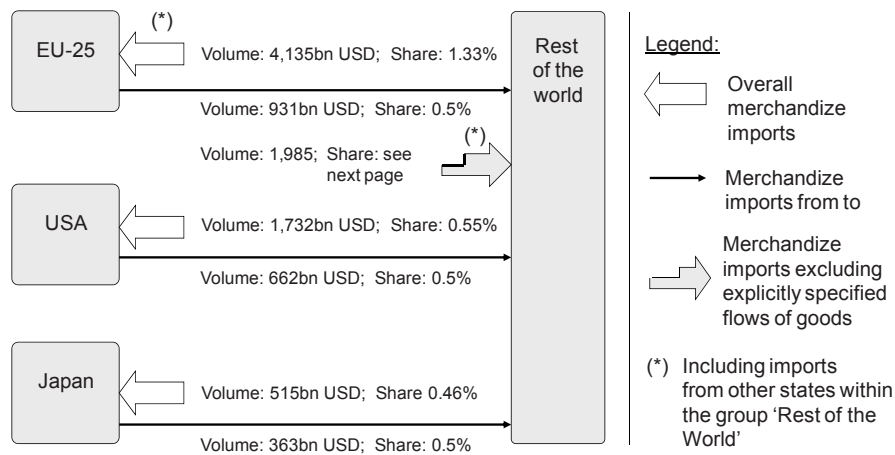 (*)
EU-25
Volume: 4,135bn USD; Share: 1.33%
Volume: 931bn USD; Share: 0.5%
Rest
of the
world
(*)
Volume: 1,985; Share: see
next page
USA
Volume: 1,732bn USD; Share: 0.55%
Volume: 662bn USD; Share: 0.5%
Japan
Volume: 515bn USD; Share 0.46%
Volume: 363bn USD; Share: 0.5%
Legend:
Overall
merchandize
imports
Merchandize
imports from to
Merchandize
imports excluding
explicitly specified
flows of goods
(*) Including imports
from other states within
the group ‘Rest of the
World’